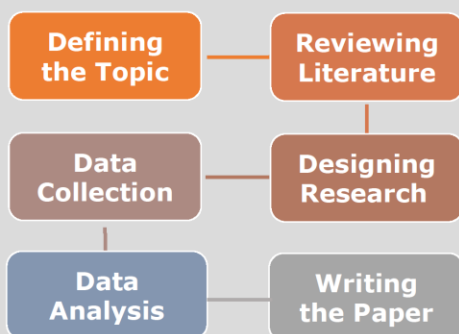 Defining
the Topic
Reviewing
Literature
Data
Collection
Designing
Research
Data
Analysis
Writing
the Paper